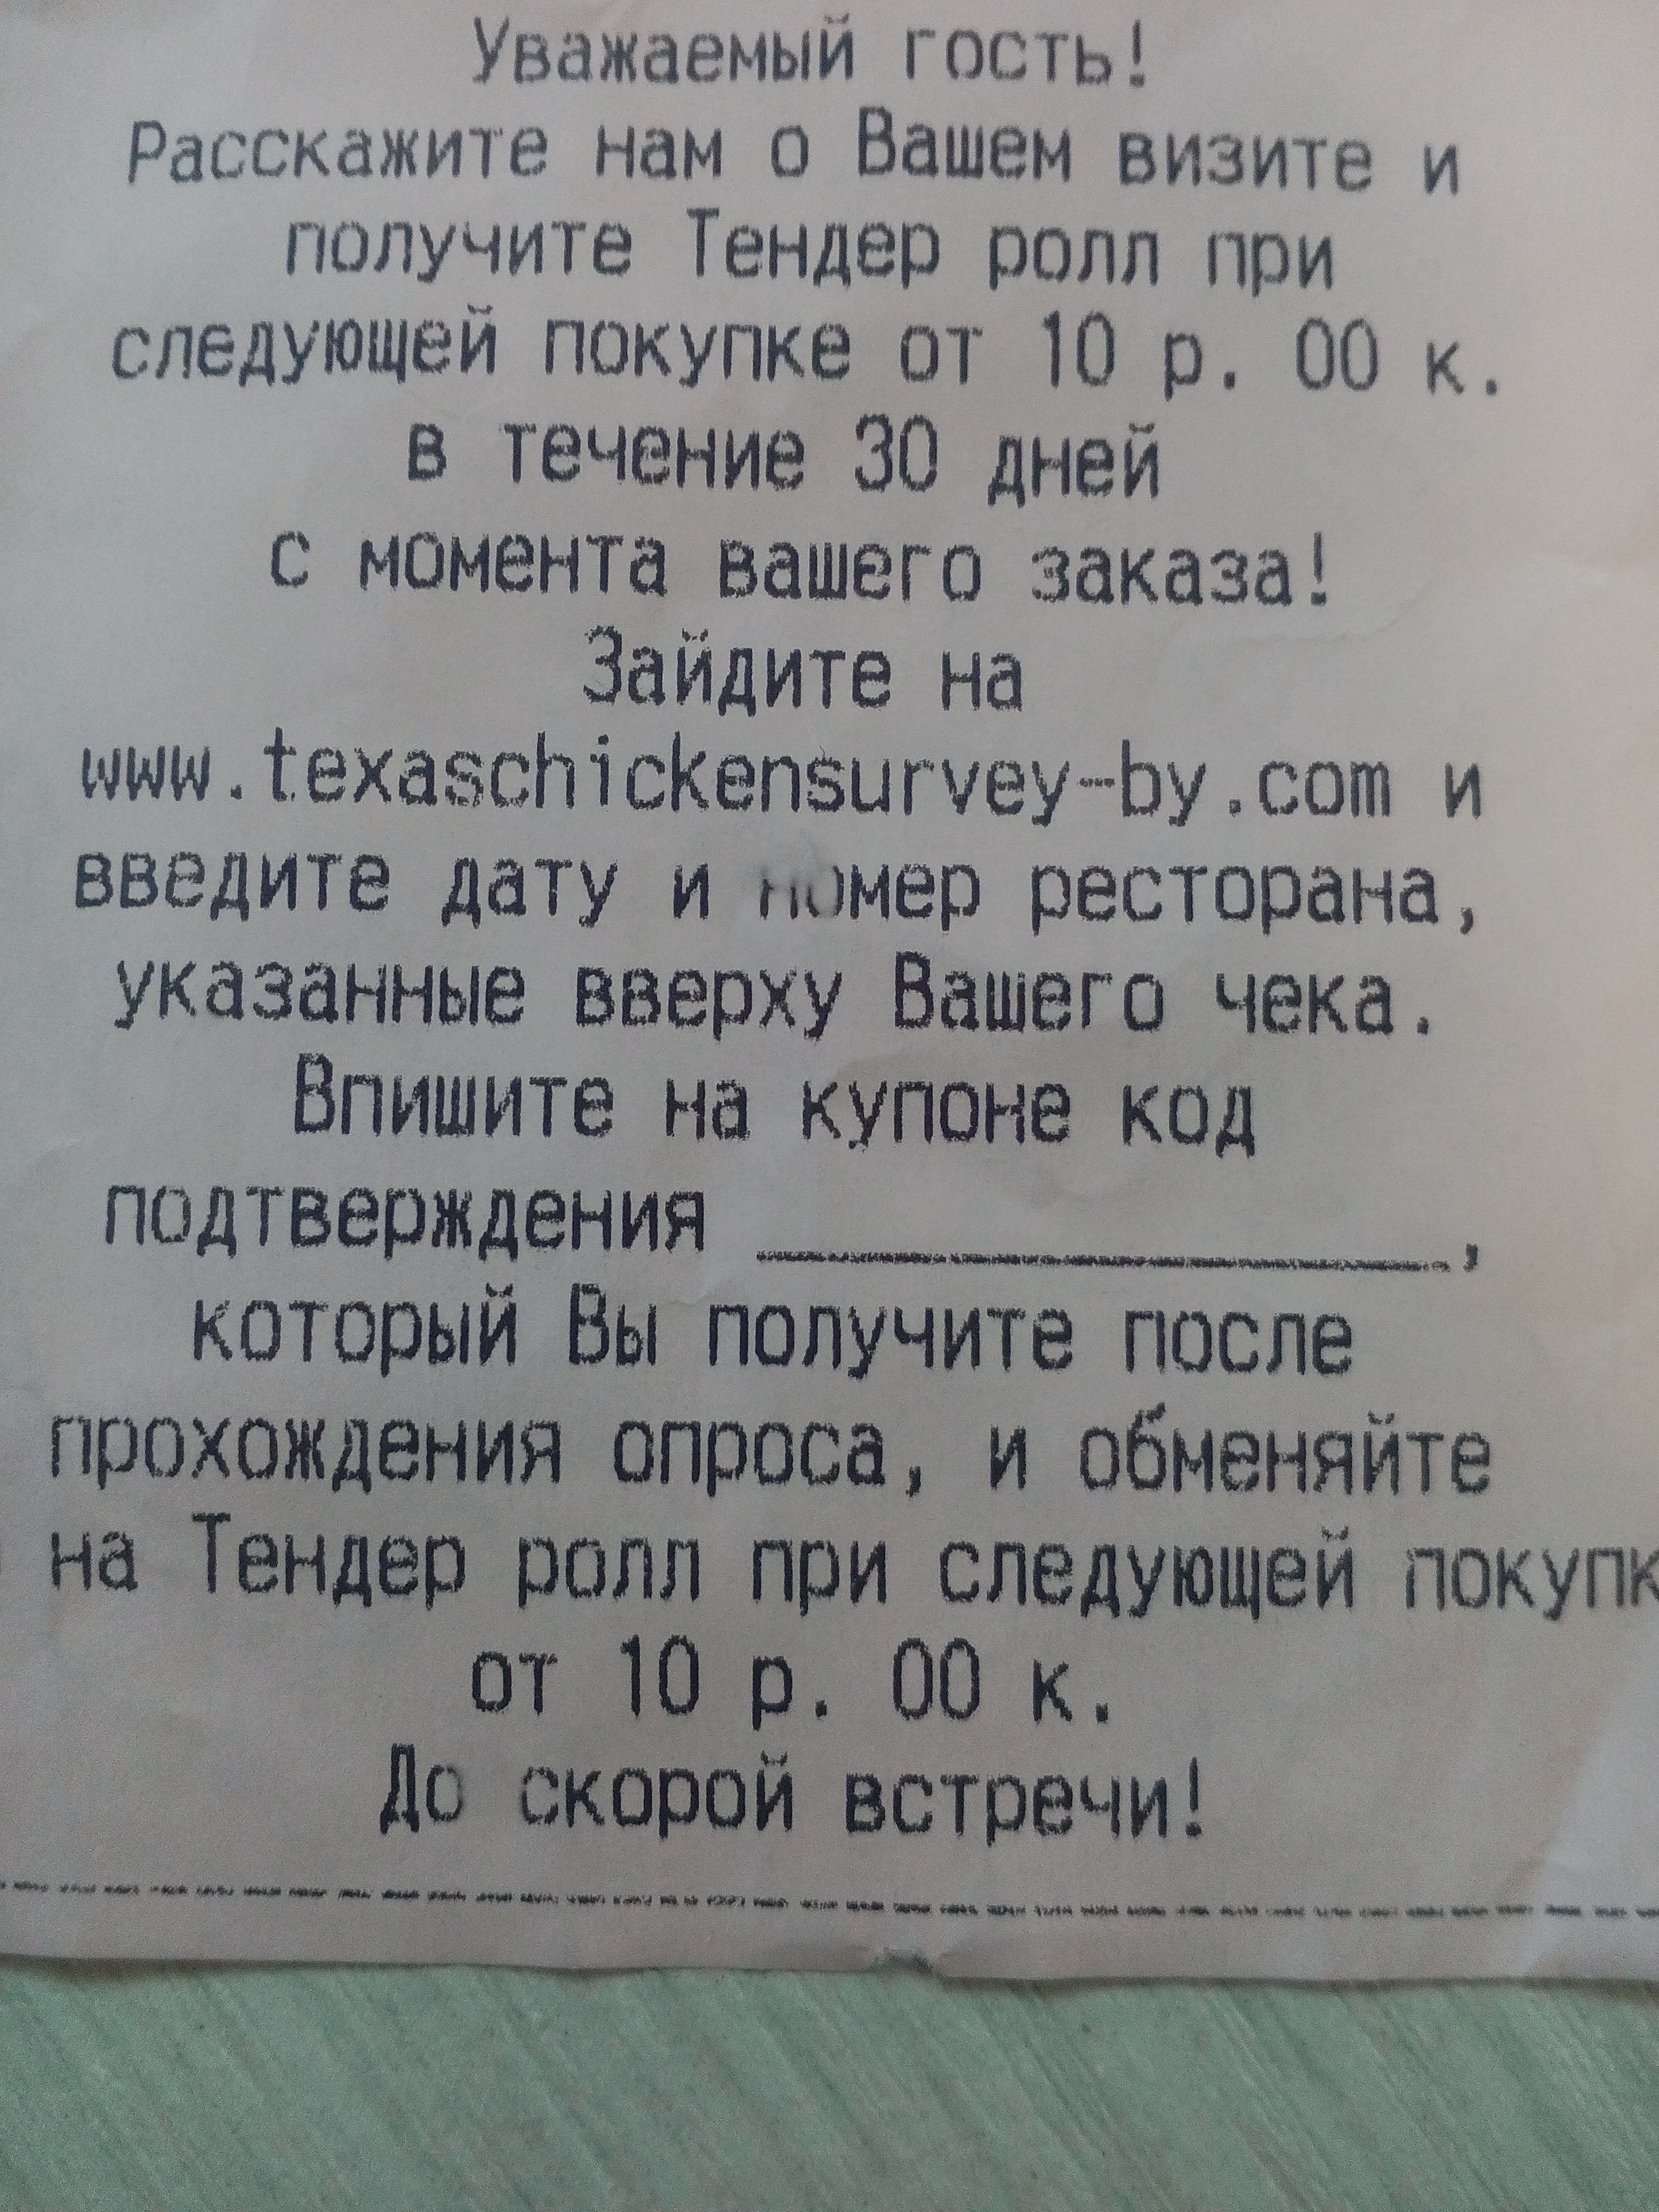 Уважаемый гость!
Расскажите нам о Вашем визите и
получите Тендер ролл при
следующей покупке от 10 р. 00 к.
в течение 30 дней
с момента вашего заказа!
Зайдите на
www.texaschickensurvey-by.com и
введите дату и номер ресторана,
указанные вверху Вашего чека.
Впишите на купоне код
подтверждения ______________,
который Вы получите после
прохождения опроса, и обменяйте
на Тендер ролл при следующей покупк
от 10 р. 00 к.
До скорой встречи!